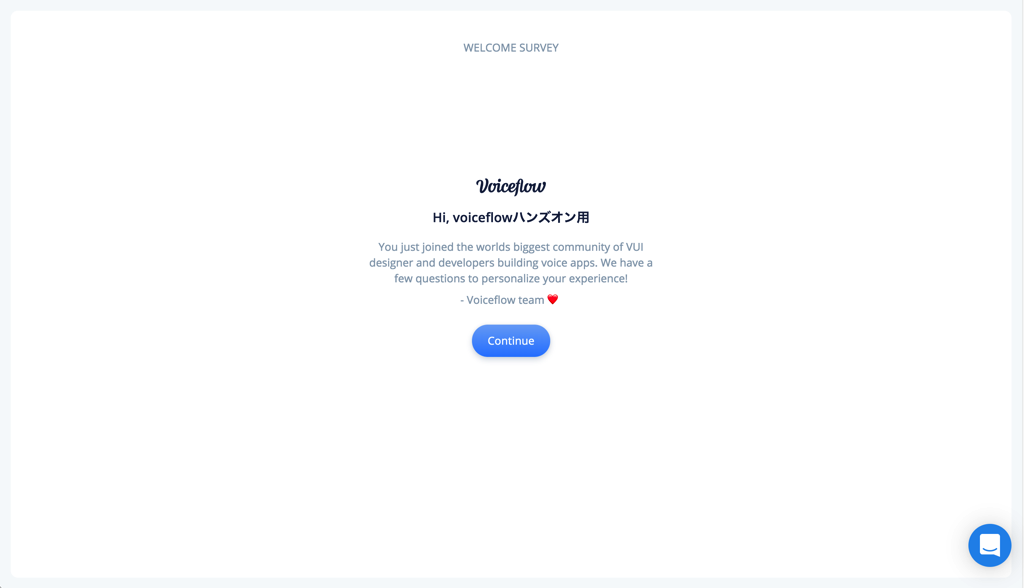 WELCOME SURVEY
Voiceflow
Hi, voiceflowハンズオン用
You just joined the worlds biggest community of VUI
designer and developers building voice apps. We have a
few questions to personalize your experience!
- Voiceflow team ❤️
Continue